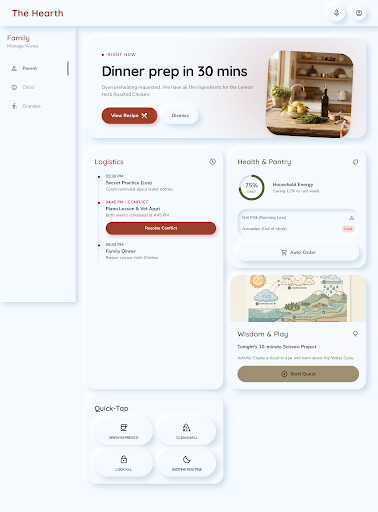 The Hearth
Family
Manage Views
Parent
Child
Grandpa
RIGHT NOW
Dinner prep in 30 mins
Oven preheating requested. We have all the ingredients for the Lemon
Herb Roasted Chicken.
View Recipe
Dismiss
Logistics
03:30 PM
Soccer Practice (Leo)
Coach reminded about water bottles.
04:45 PM - CONFLICT
Piano Lesson & Vet Appt
Both events scheduled at 4:45 PM.
Resolve Conflict
06:30 PM
Family Dinner
Recipe: Lemon Herb Chicken
Health & Pantry
75%
Household Energy
Saving 12% vs last week
Oat Milk (Running Low)
Avocados (Out of stock)
Auto-Order
Wisdom & Play
Tonight's 10-minute Science Project
Activity: Create a cloud in a jar and learn about the Water Cycle.
Start Quest
Quick-Tap
BREW ESPRESSO
CLEAN HALL
LOCK ALL
BEDTIME ROUTINE